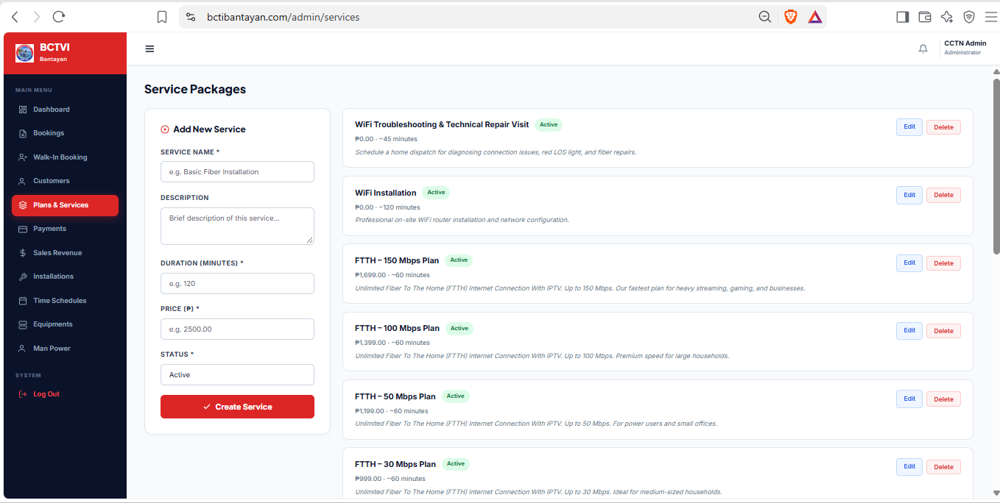 bctibantayan.com/admin/services
BCTVI
Bantayan
CCTN Admin
Administrator
MAIN MENU
Dashboard
Bookings
Walk-In Booking
Customers
Plans & Services
Payments
Sales Revenue
Installations
Time Schedules
Equipments
Man Power
SYSTEM
Log Out
Service Packages
Add New Service
SERVICE NAME *
e.g. Basic Fiber Installation
DESCRIPTION
Brief description of this service...
DURATION (MINUTES) *
e.g. 120
PRICE (₱) *
e.g. 2500.00
STATUS *
Active
Create Service
WiFi Troubleshooting & Technical Repair Visit Active Edit Delete
₱0.00 · ~45 minutes
Schedule a home dispatch for diagnosing connection issues, red LOS light, and fiber repairs.
WiFi Installation Active Edit Delete
₱0.00 · ~120 minutes
Professional on-site WiFi router installation and network configuration.
FTTH – 150 Mbps Plan Active Edit Delete
₱1,699.00 · ~60 minutes
Unlimited Fiber To The Home (FTTH) Internet Connection With IPTV. Up to 150 Mbps. Our fastest plan for heavy streaming, gaming, and businesses.
FTTH – 100 Mbps Plan Active Edit Delete
₱1,399.00 · ~60 minutes
Unlimited Fiber To The Home (FTTH) Internet Connection With IPTV. Up to 100 Mbps. Premium speed for large households.
FTTH – 50 Mbps Plan Active Edit Delete
₱1,199.00 · ~60 minutes
Unlimited Fiber To The Home (FTTH) Internet Connection With IPTV. Up to 50 Mbps. For power users and small offices.
FTTH – 30 Mbps Plan Active Edit Delete
₱999.00 · ~60 minutes
Unlimited Fiber To The Home (FTTH) Internet Connection With IPTV. Up to 30 Mbps. Ideal for medium-sized households.